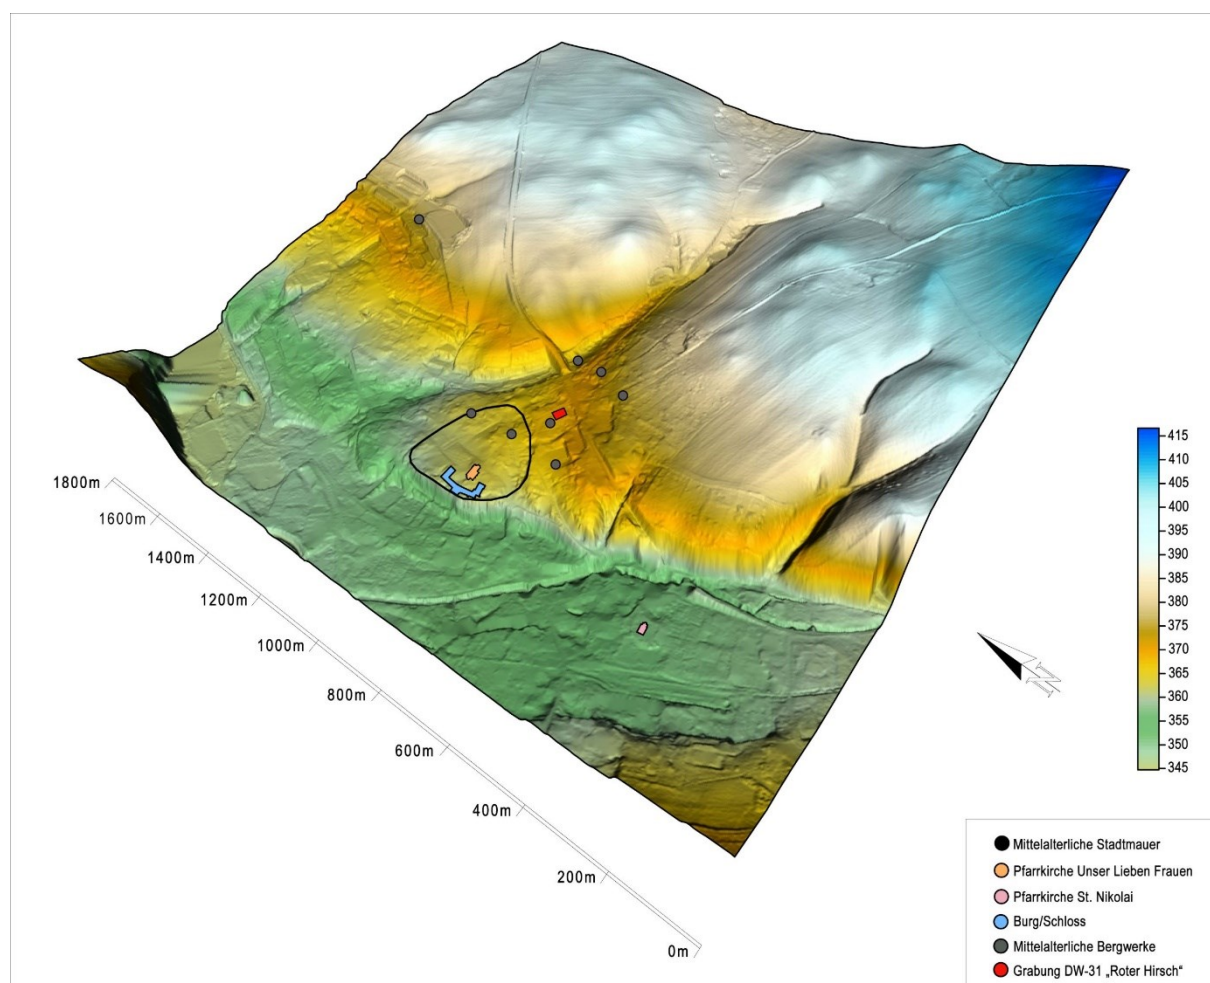 1800m
1600m
1400m
1200m
1000m
800m
600m
400m
200m
0m
N
415
410
405
400
395
390
385
380
375
370
365
360
355
350
345
Mittelalterliche Stadtmauer
Pfarrkirche Unser Lieben Frauen
Pfarrkirche St. Nikolai
Burg/Schloss
Mittelalterliche Bergwerke
Grabung DW-31 „Roter Hirsch“